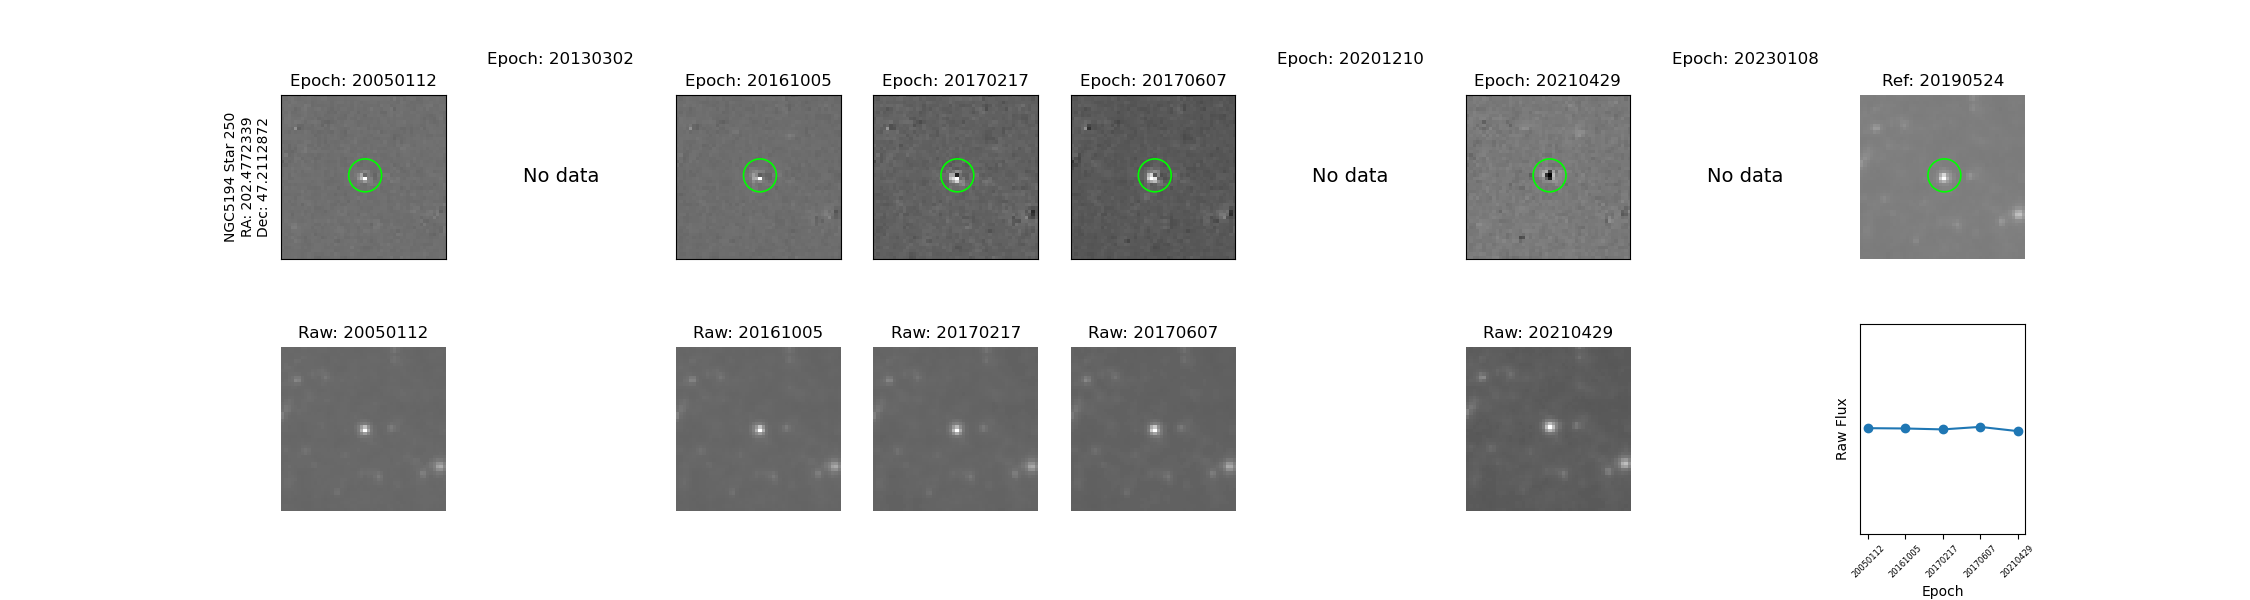 Epoch: 20130302
Epoch: 20201210
Epoch: 20230108
Epoch: 20050112
Epoch: 20161005
Epoch: 20170217
Epoch: 20170607
Epoch: 20210429
Ref: 20190524
NGC5194 Star 250
RA: 202.4772339
Dec: 47.2112872
No data
No data
No data
Raw: 20050112
Raw: 20161005
Raw: 20170217
Raw: 20170607
Raw: 20210429
Raw Flux
20050112
20161005
20170217
20170607
20210429
Epoch